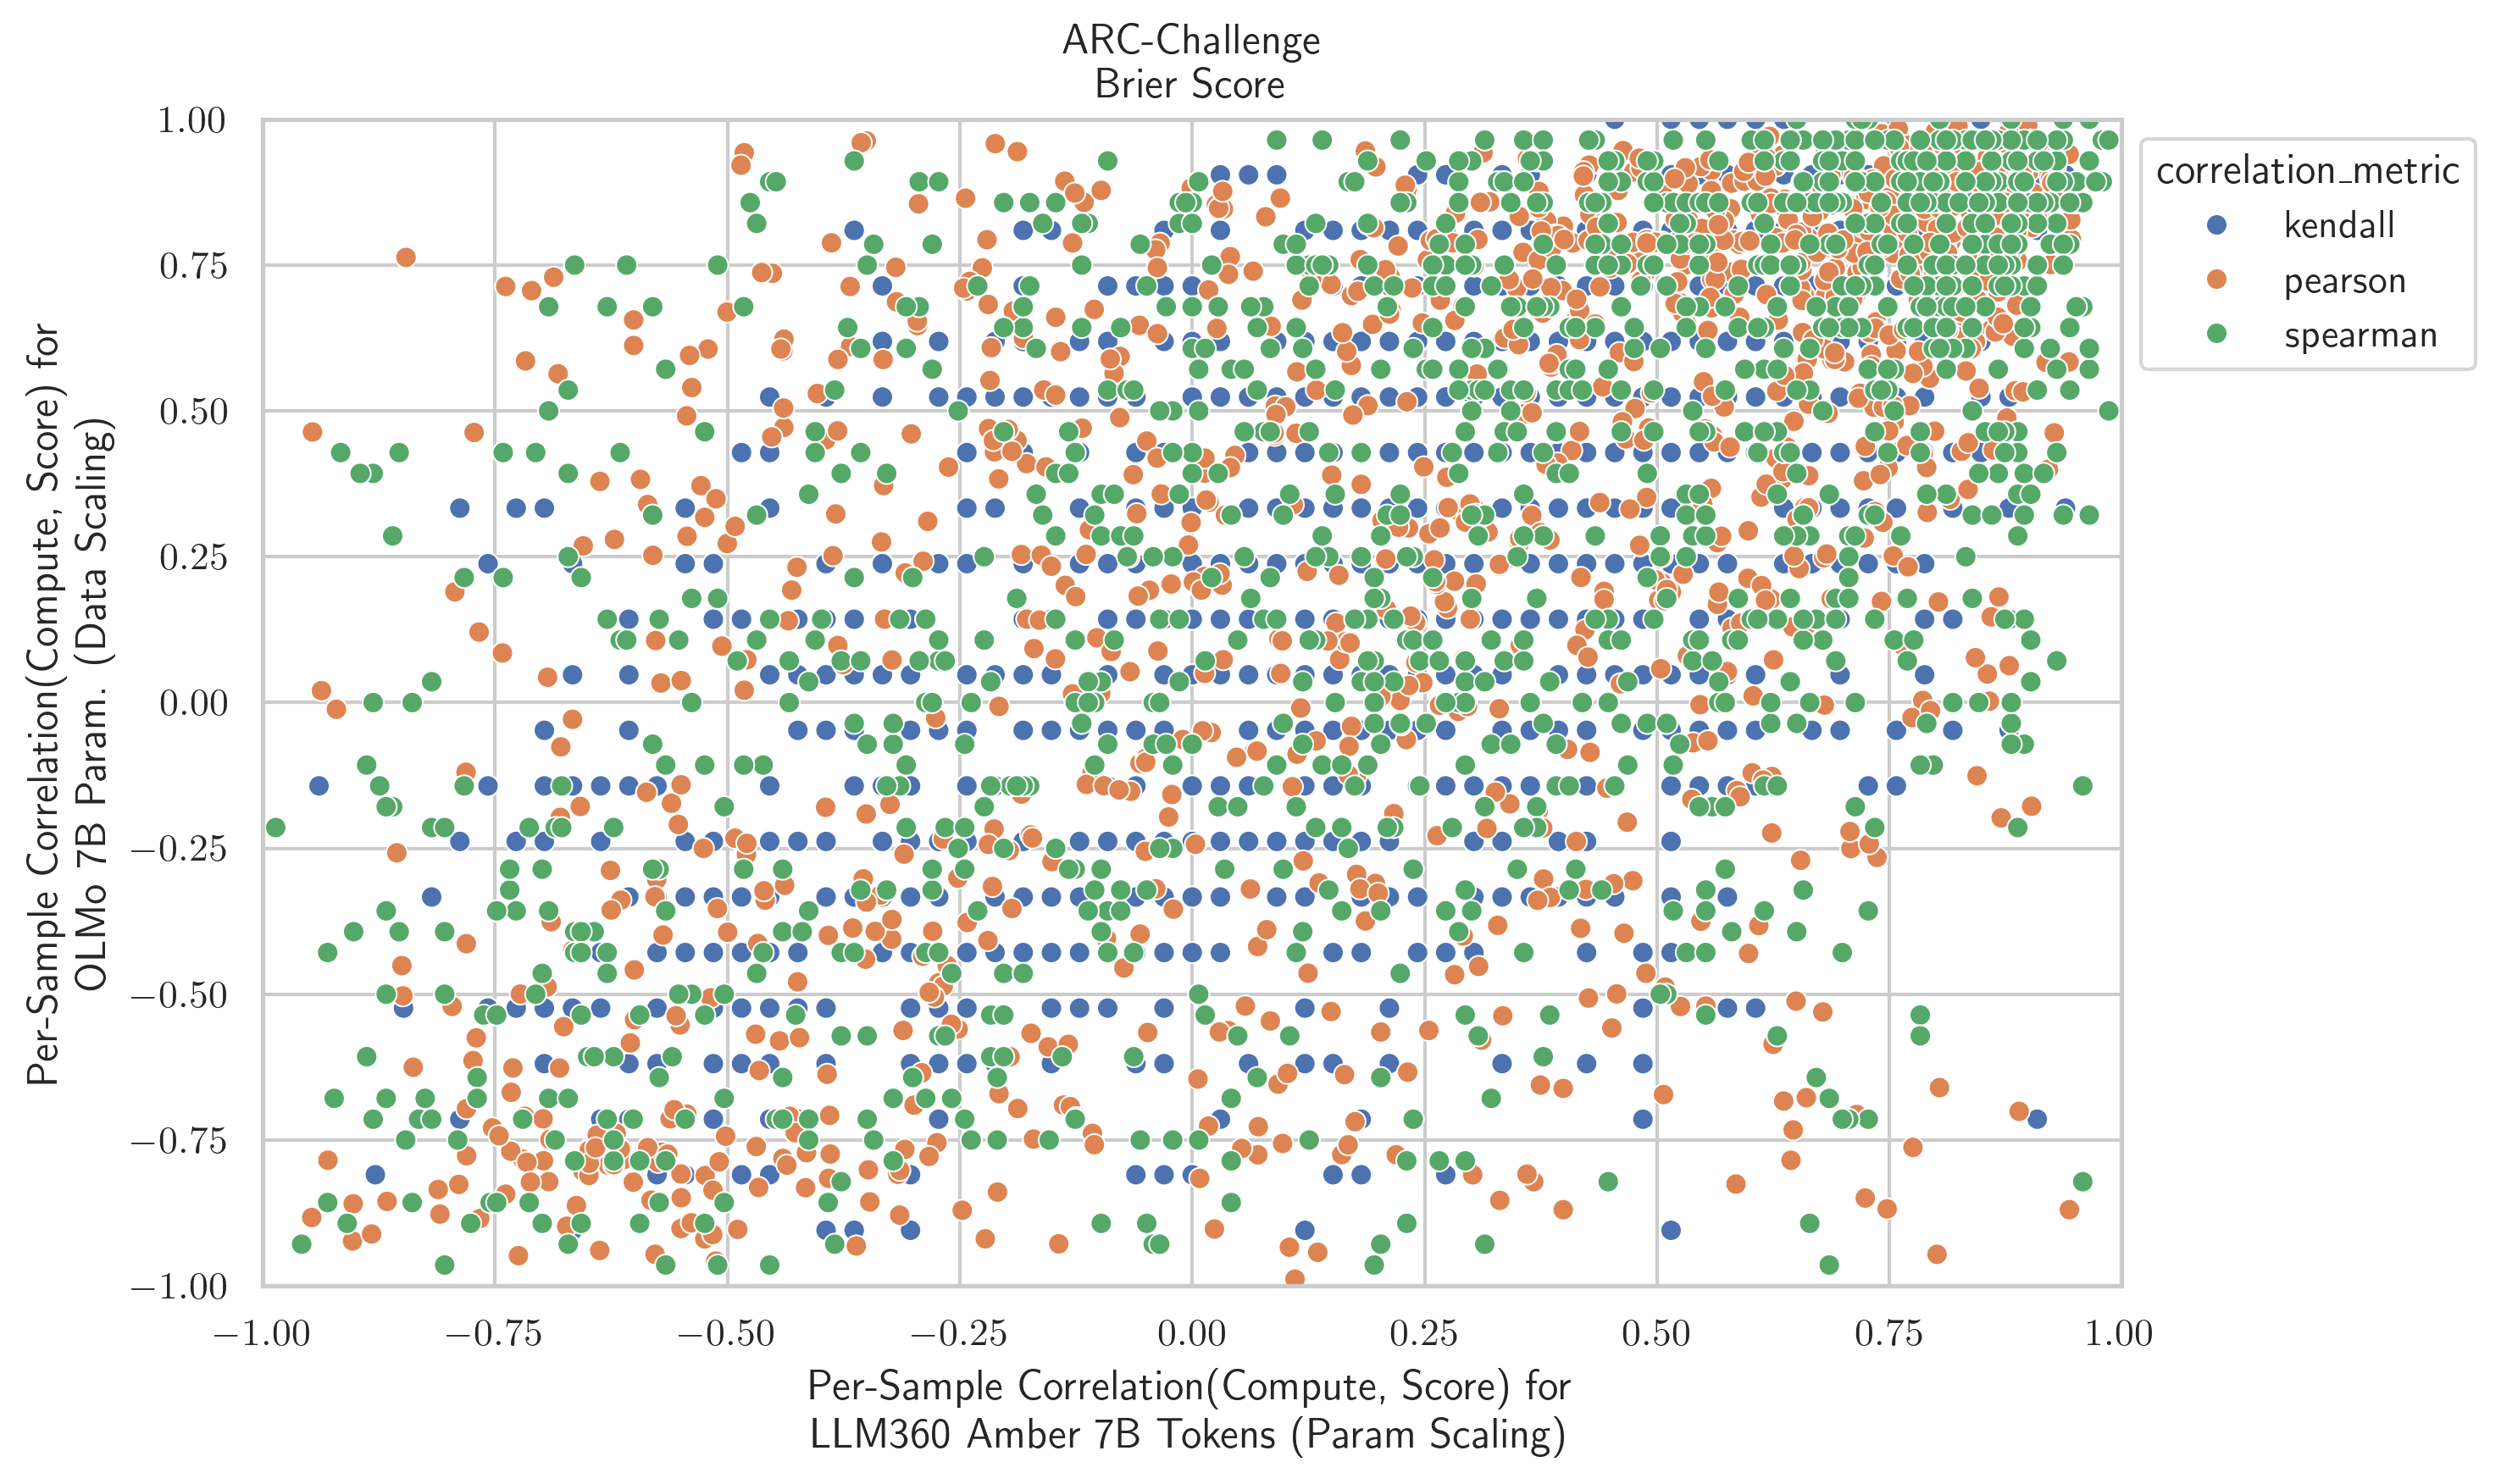 ARC-Challenge
Brier Score
Per-Sample Correlation(Compute, Score) for
OLMo 7B Param. (Data Scaling)
1.00
0.75
0.50
0.25
0.00
−0.25
−0.50
−0.75
−1.00
−1.00
−0.75
−0.50
−0.25
0.00
0.25
0.50
0.75
1.00
Per-Sample Correlation(Compute, Score) for
LLM360 Amber 7B Tokens (Param Scaling)
correlation_metric
kendall
pearson
spearman